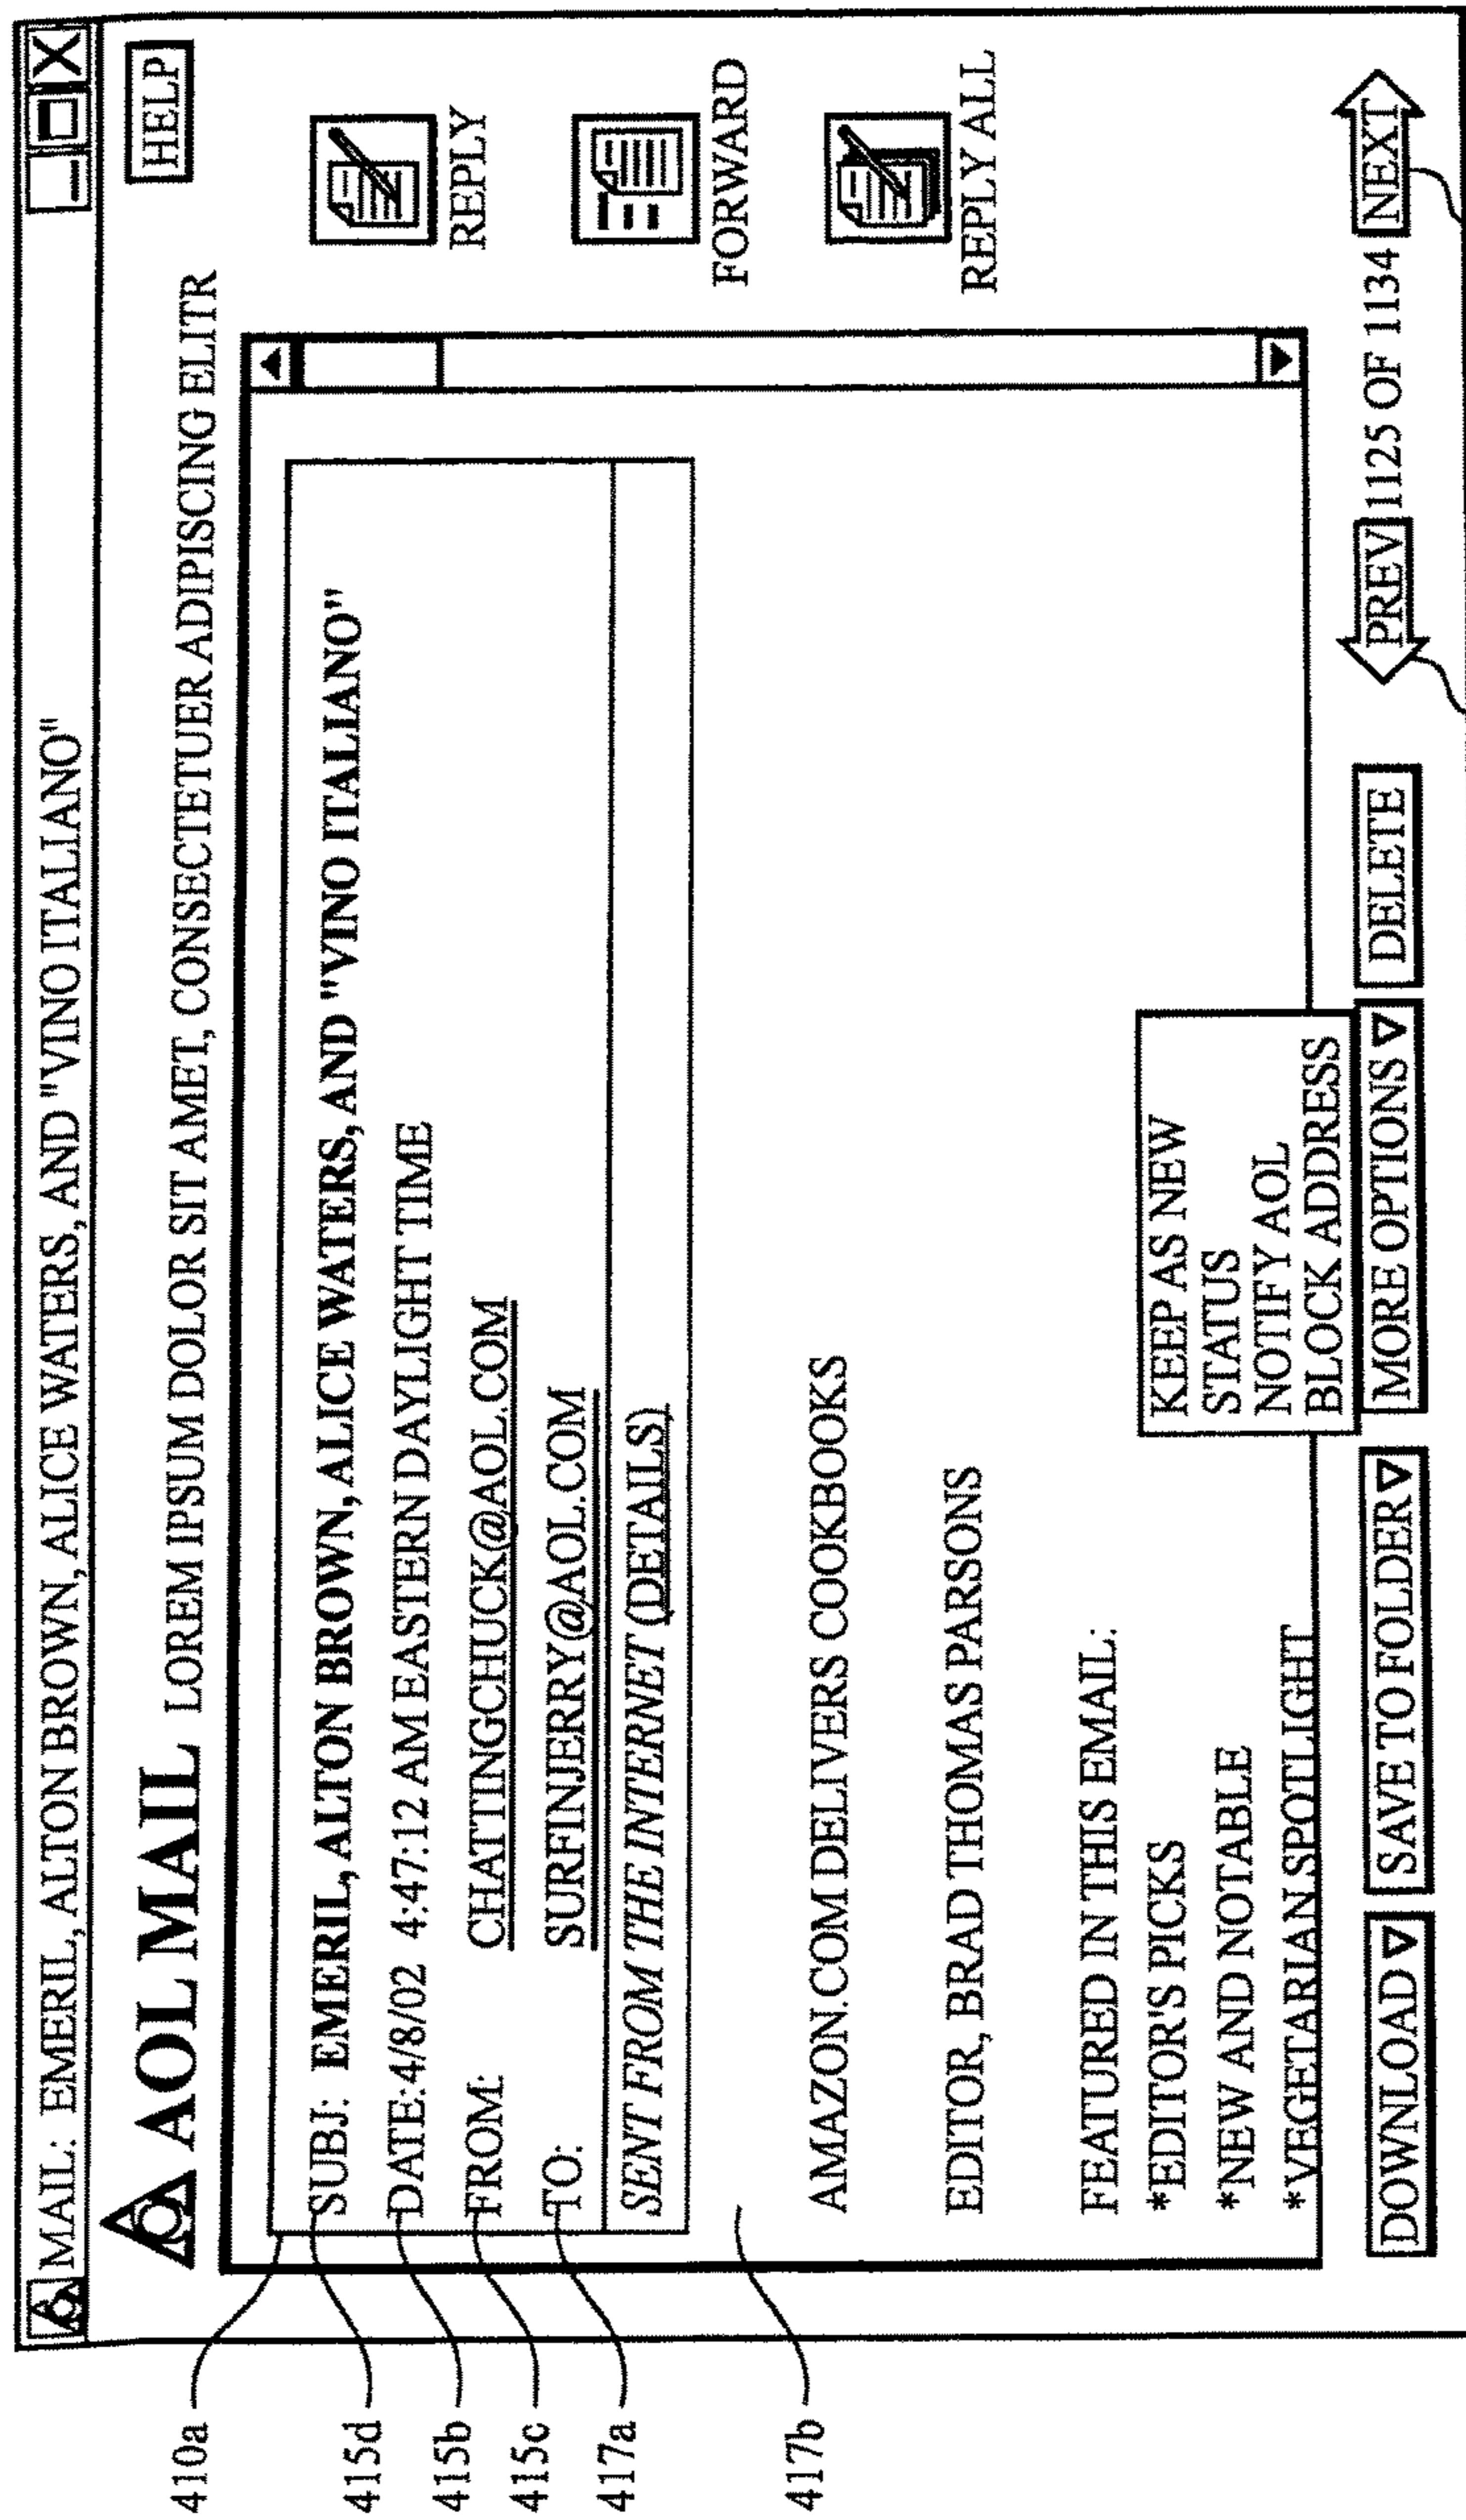 MAIL: EMERIL, ALTON BROWN, ALICE WATERS, AND "VINO ITALIANO"
AOL MAIL LOREM IPSUM DOLOR SIT AMET, CONSECTETUER ADIPISCING ELITR
HELP
410a
415d
415b
415c
417a
417b
SUBJ: EMERIL, ALTON BROWN, ALICE WATERS, AND "VINO ITALIANO"
DATE:4/8/02 4:47:12 AM EASTERN DAYLIGHT TIME
FROM: CHATTINGCHUCK@AOL.COM
TO: SURFINJERRY@AOL.COM
SENT FROM THE INTERNET (DETAILS)
AMAZON.COM DELIVERS COOKBOOKS
EDITOR, BRAD THOMAS PARSONS
FEATURED IN THIS EMAIL:
*EDITOR'S PICKS
*NEW AND NOTABLE
*VEGETARIAN SPOTLIGHT
REPLY
FORWARD
REPLY ALL
KEEP AS NEW
STATUS
NOTIFY AOL
BLOCK ADDRESS
DOWNLOAD SAVE TO FOLDER MORE OPTIONS DELETE PREV 1125 OF 1134 NEXT